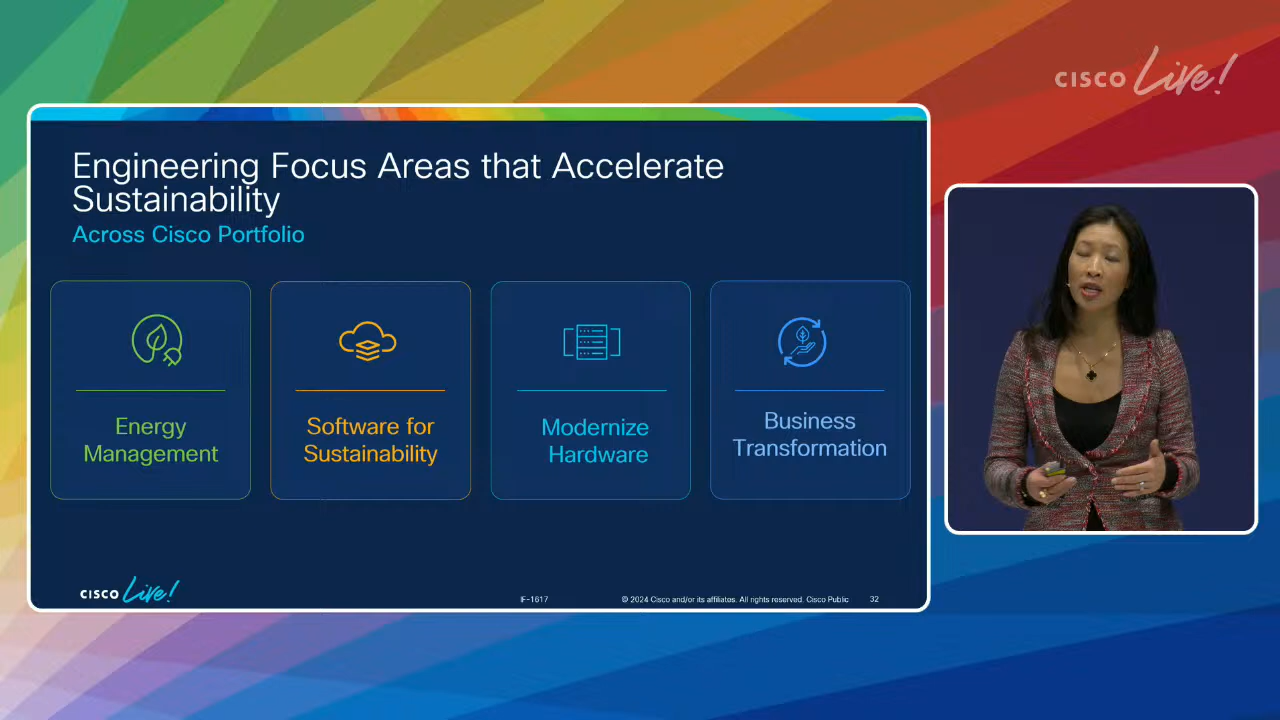 CISCO Live!
Engineering Focus Areas that Accelerate
Sustainability
Across Cisco Portfolio
Energy
Management
Software for
Sustainability
Modernize
Hardware
Business
Transformation
CISCO Live!
IF-1617
© 2024 Cisco and/or its affiliates. All rights reserved. Cisco Public
32